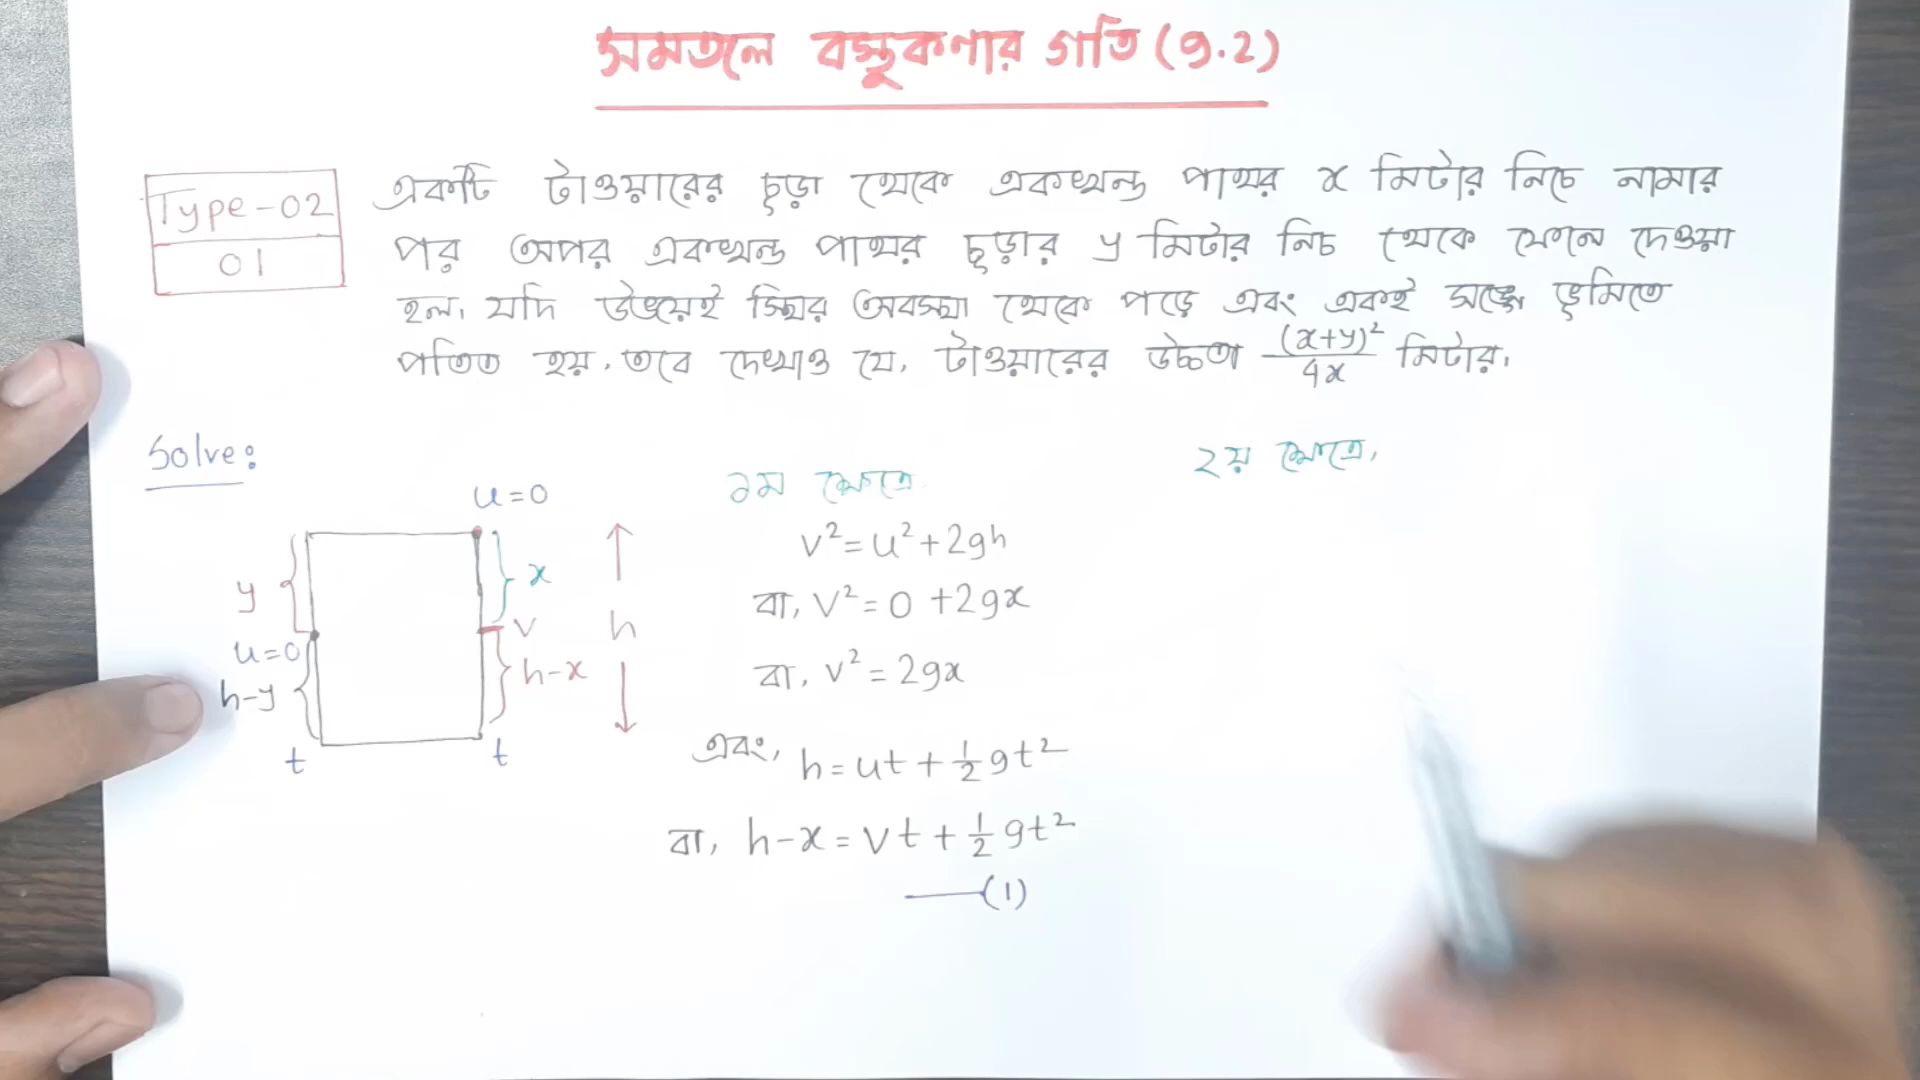 সমতলে বস্তুকণার গতি (9.2)
Type-02
01
একটি টাওয়ারের চূড়া থেকে একখন্ড পাথর x মিটার নিচে নামার
পর অপর একখন্ড পাথর চূড়ার y মিটার নিচ থেকে ফেলে দেওয়া
হল। যদি উভয়েই স্থির অবস্থা থেকে পড়ে এবং একই সঙ্গে ভূমিতে
পতিত হয়, তবে দেখাও যে, টাওয়ারের উচ্চতা (x+y)²/4x মিটার।
Solve:
u=0
y
x
u=0
v
h
h-y
h-x
t
t
১ম ক্ষেত্রে
v²=u²+2gh
বা, v²=0+2gx
বা, v²=2gx
এবং, h=ut+½gt²
বা, h-x=vt+½gt²
—(1)
২য় ক্ষেত্রে,